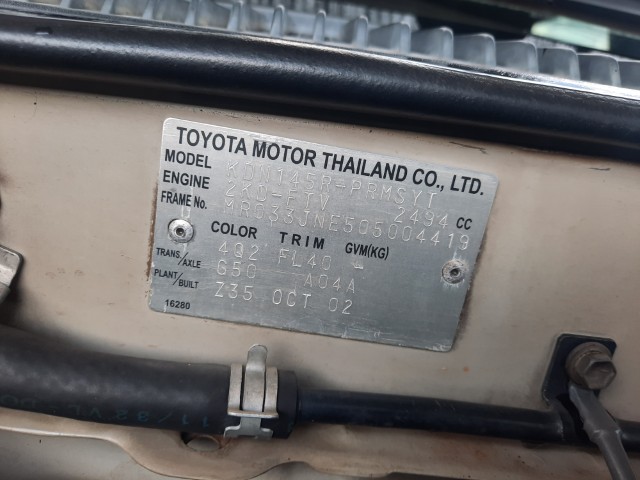 TOYOTA MOTOR THAILAND CO., LTD.
MODEL KDN145R-PRMSYT
ENGINE 2KD-FTV 2494 CC
FRAME No. MR033JNE505004419
COLOR TRIM GVM(KG)
4Q2 FL40 -
TRANS./AXLE G50 A04A
PLANT/BUILT Z35 OCT 02
16280